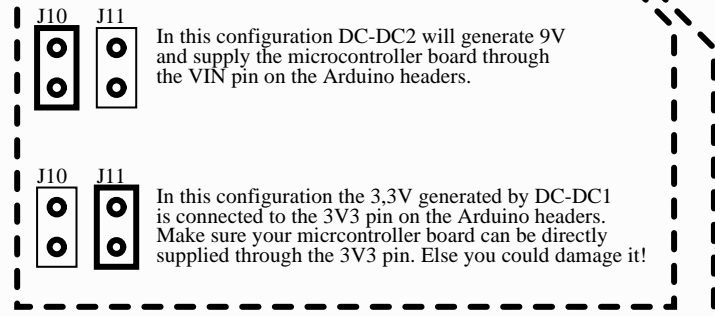 J10 J11
In this configuration DC-DC2 will generate 9V
and supply the microcontroller board through
the VIN pin on the Arduino headers.
J10 J11
In this configuration the 3,3V generated by DC-DC1
is connected to the 3V3 pin on the Arduino headers.
Make sure your micrcontroller board can be directly
supplied through the 3V3 pin. Else you could damage it!